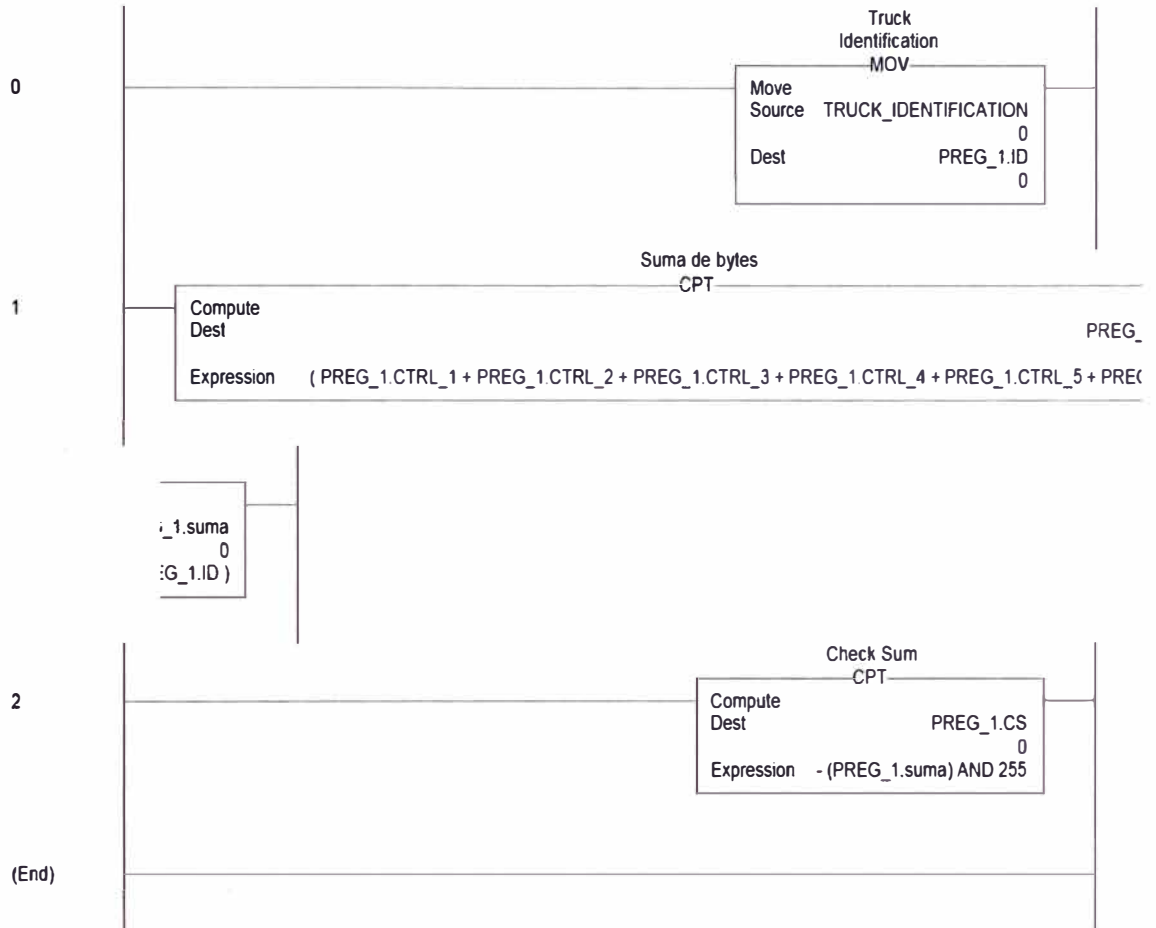 Truck
Identification
MOV
0
Move
Source TRUCK_IDENTIFICATION
0
Dest PREG_1.ID
0
Suma de bytes
CPT
1
Compute
Dest PREG_
Expression ( PREG_1.CTRL_1 + PREG_1.CTRL_2 + PREG_1.CTRL_3 + PREG_1.CTRL_4 + PREG_1.CTRL_5 + PREG
_1.suma
0
EG_1.ID )
Check Sum
CPT
2
Compute
Dest PREG_1.CS
0
Expression - (PREG_1.suma) AND 255
(End)